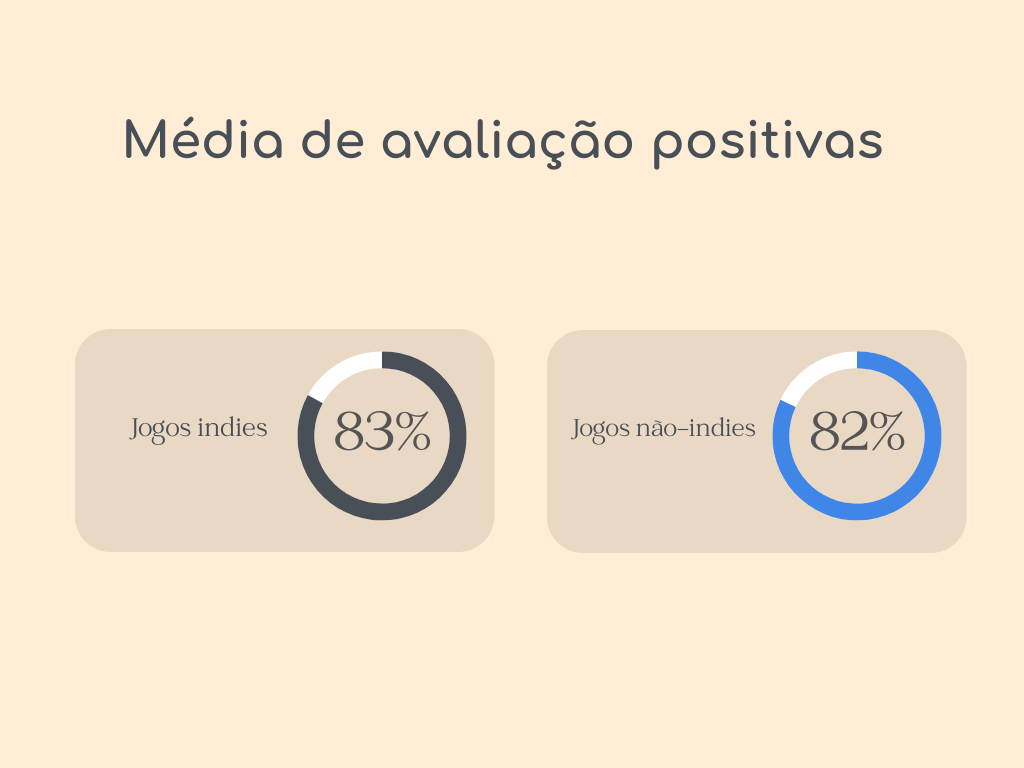 Média de avaliação positivas
Jogos indies
83%
Jogos não-indies
82%